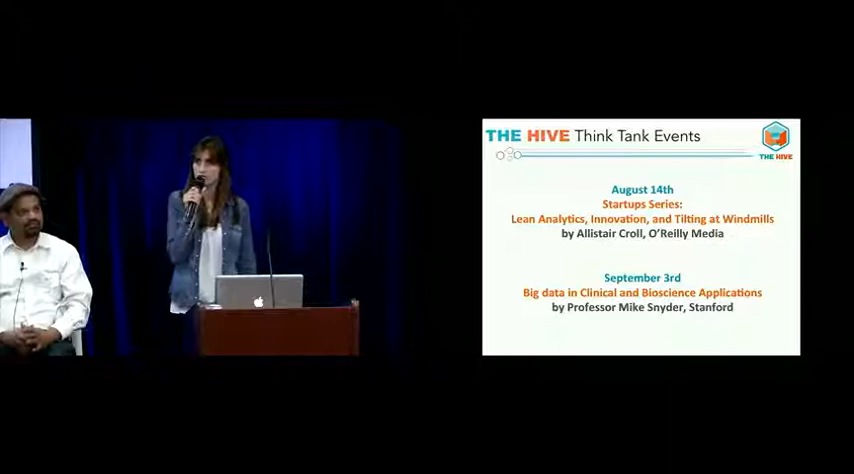 THE HIVE Think Tank Events
THE HIVE
August 14th
Startups Series:
Lean Analytics, Innovation, and Tilting at Windmills
by Allistair Croll, O'Reilly Media
September 3rd
Big data in Clinical and Bioscience Applications
by Professor Mike Snyder, Stanford